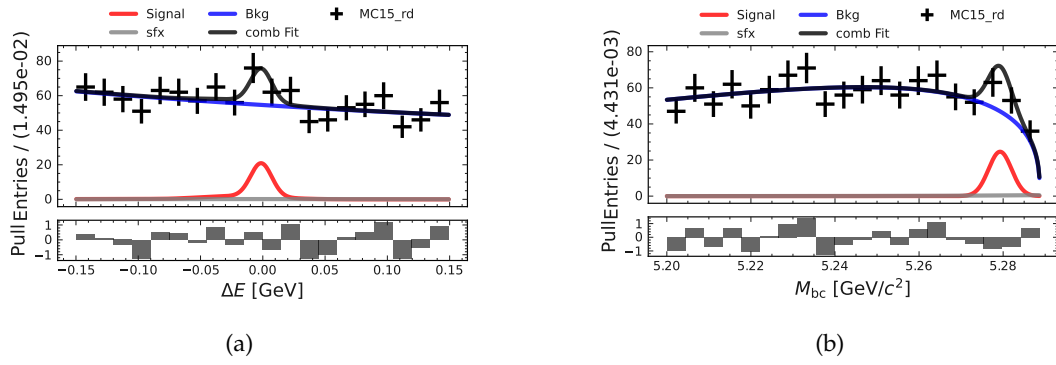 Signal Bkg MC15_rd
sfx comb Fit
80
60
40
20
0
Entries / (1.495e-02)
1
0
−1
Pull
−0.15 −0.10 −0.05 0.00 0.05 0.10 0.15
ΔE [GeV]
(a)
Signal Bkg MC15_rd
sfx comb Fit
80
60
40
20
0
Entries / (4.431e-03)
1
0
−1
Pull
5.20 5.22 5.24 5.26 5.28
M_bc [GeV/c²]
(b)